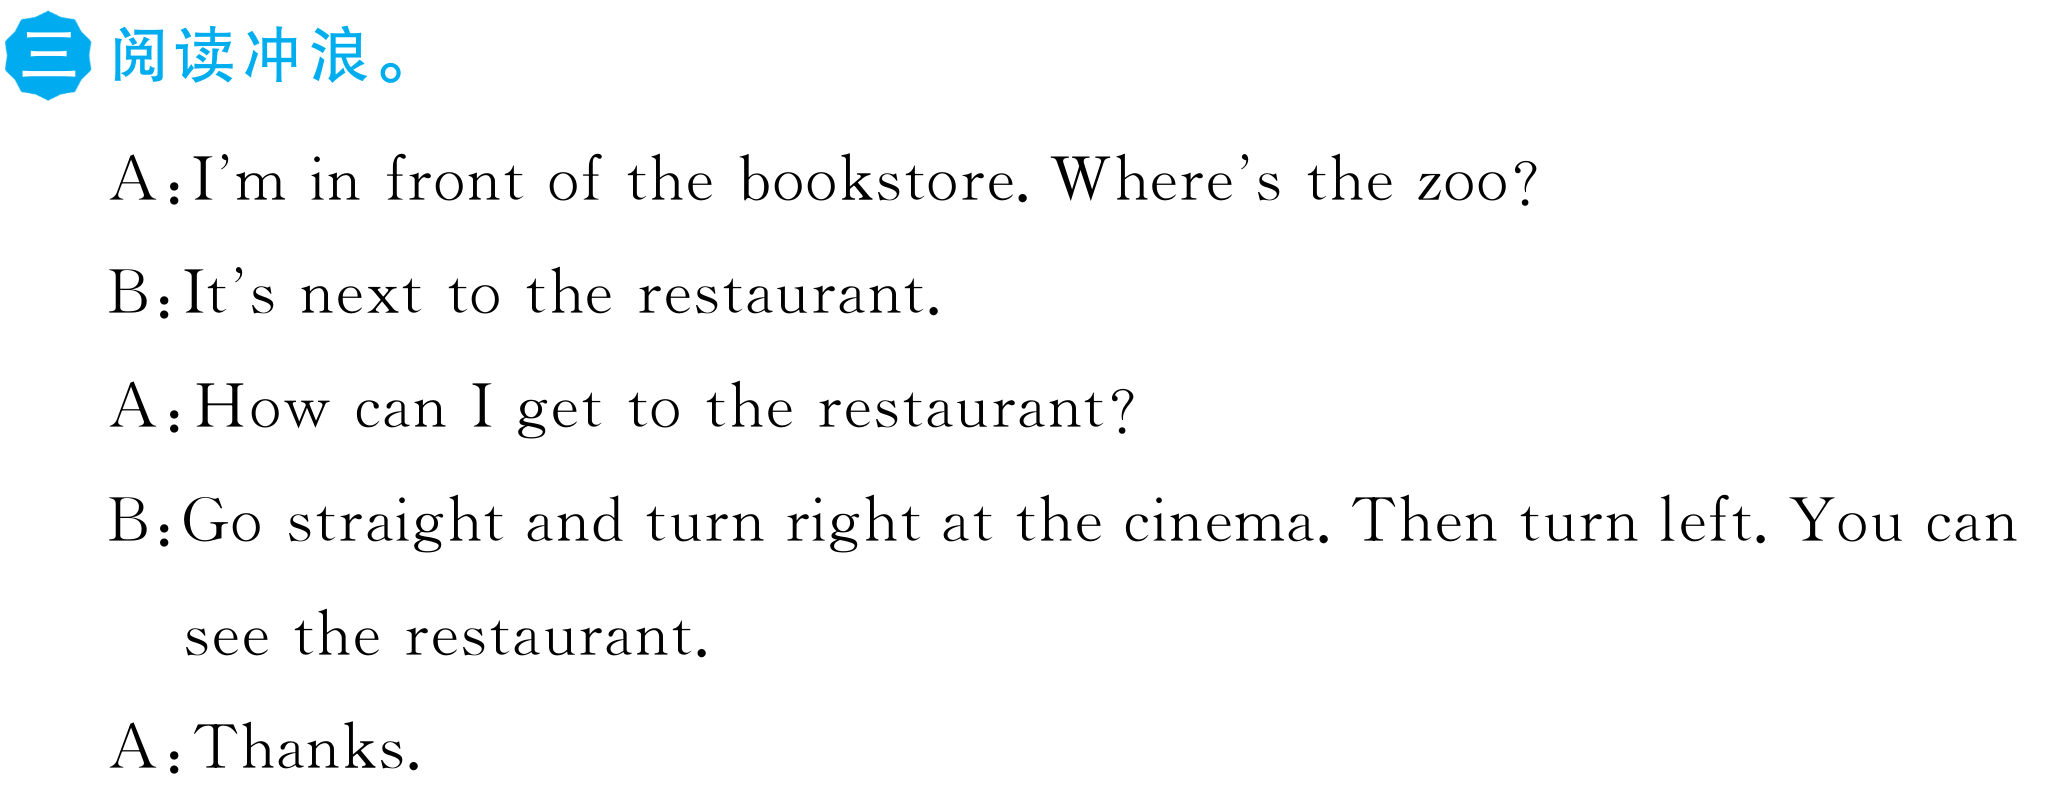 三 阅读冲浪。
A:I'm in front of the bookstore. Where's the zoo?
B:It's next to the restaurant.
A:How can I get to the restaurant?
B:Go straight and turn right at the cinema. Then turn left. You can
see the restaurant.
A:Thanks.